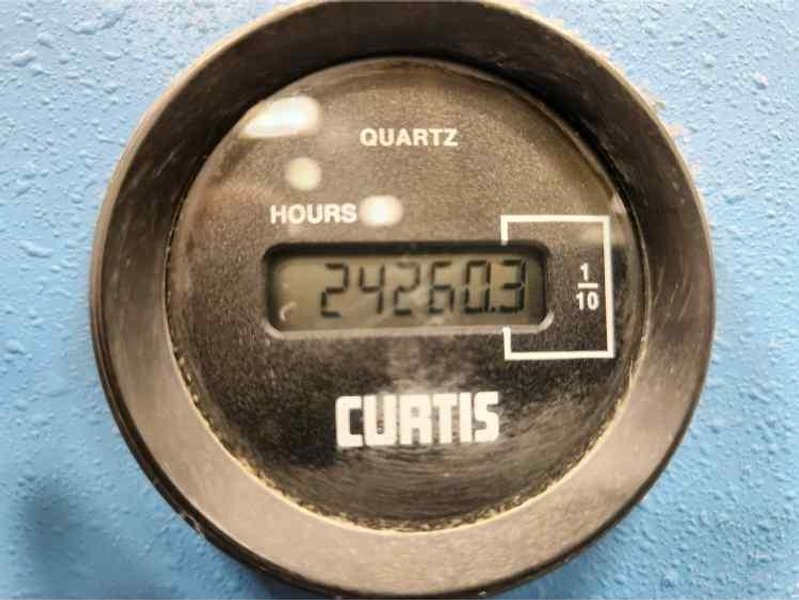 QUARTZ
HOURS
24260.3
1/10
CURTIS